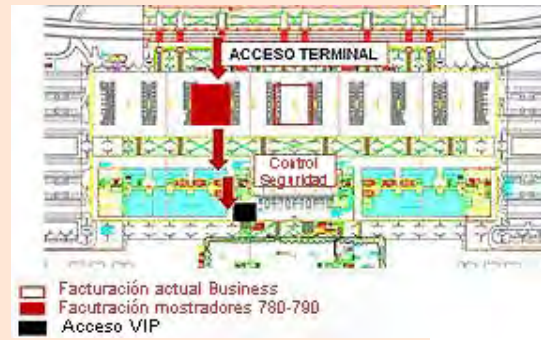 ACCESO TERMINAL
Control
Seguridad
Facturación actual Business
Facutración mostradores 780-790
Acceso VIP